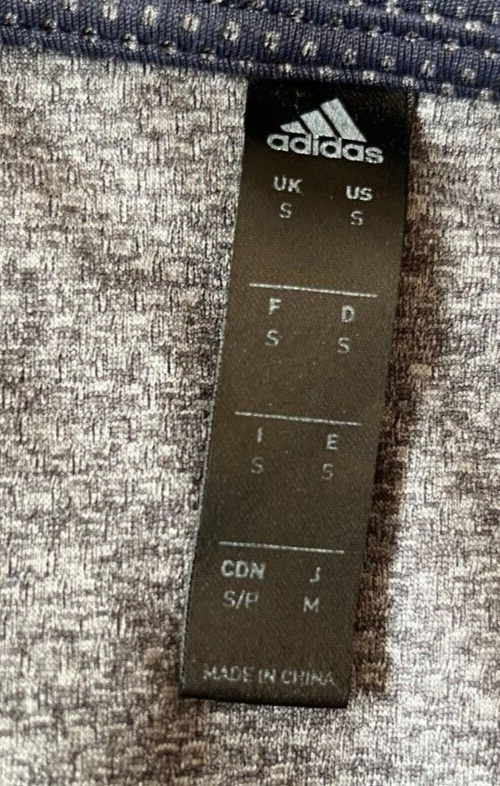 adidas
UK US
S S
F D
S S
I E
S S
CDN J
S/P M
MADE IN CHINA